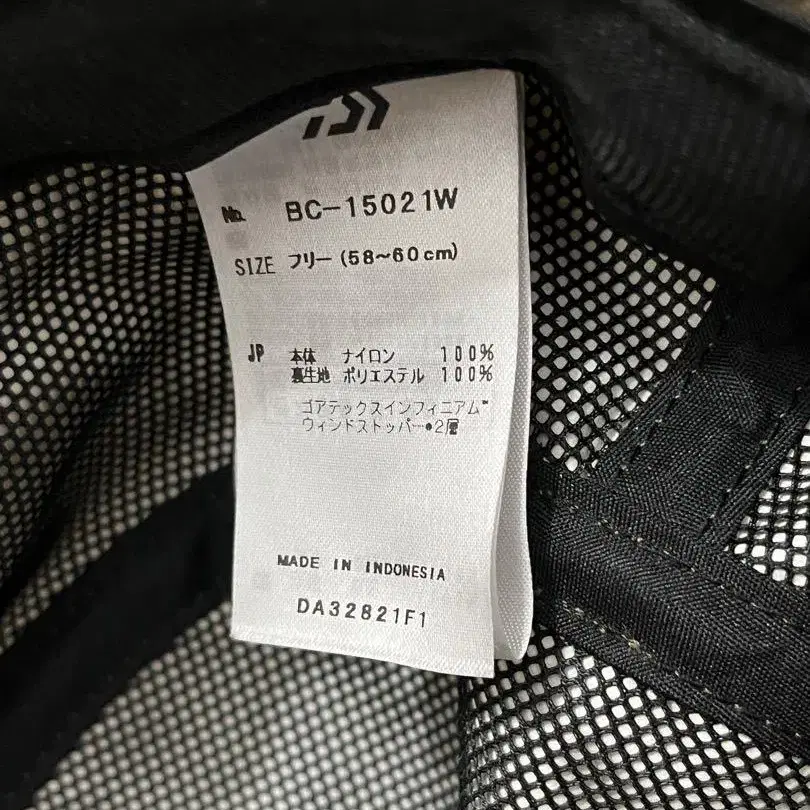 No. BC-15021W
SIZE フリー (58~60cm)
JP 本体 ナイロン 100%
裏生地 ポリエステル 100%
ゴアテックスインフィニアム™
ウィンドストッパー®2層
MADE IN INDONESIA
DA32821F1